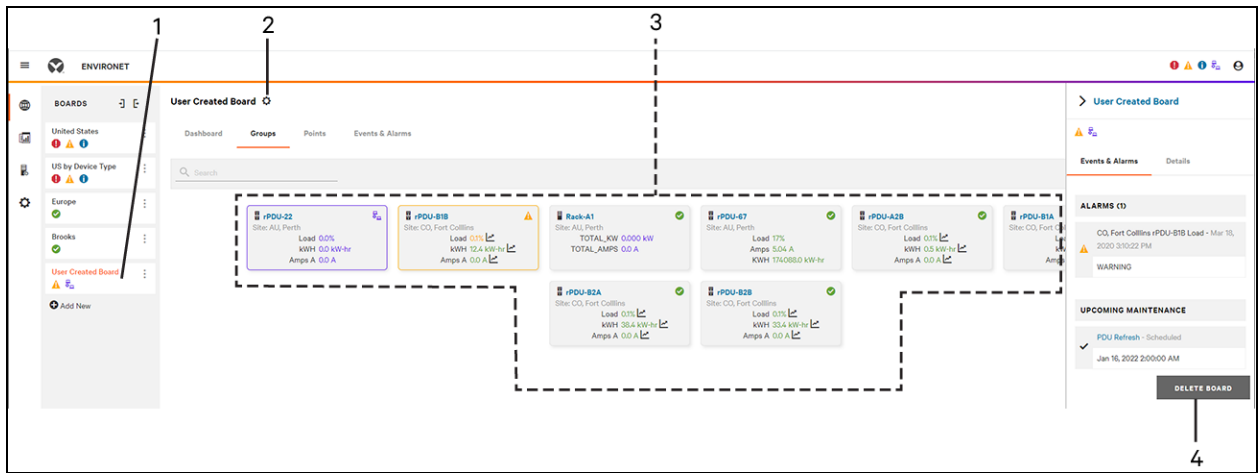 1 2 3
ENVIRONET
BOARDS
User Created Board
User Created Board
United States
US by Device Type
Europe
Brooks
User Created Board
Add New
Dashboard Groups Points Events & Alarms
Search
rPDU-22
Site: AU, Perth
Load 0.0%
kWH 0.0 kW-hr
Amps A 0.0 A
rPDU-B1B
Site: CO, Fort Colllins
Load 0.1%
kWH 12.4 kW-hr
Amps A 0.0 A
Rack-A1
Site: AU, Perth
TOTAL_KW 0.000 kW
TOTAL_AMPS 0.0 A
rPDU-67
Site: AU, Perth
Load 17%
Amps 5.04 A
KWH 174088.0 kW-hr
rPDU-A2B
Site: CO, Fort Colllins
Load 0.1%
kWH 0.5 kW-hr
Amps A 0.0 A
rPDU-B1A
Site: CO, Fort C
Load
kW
Amps
rPDU-B2A
Site: CO, Fort Colllins
Load 0.1%
kWH 38.4 kW-hr
Amps A 0.0 A
rPDU-B2B
Site: CO, Fort Colllins
Load 0.1%
kWH 33.4 kW-hr
Amps A 0.0 A
Events & Alarms Details
ALARMS (1)
CO, Fort Colllins rPDU-B1B Load - Mar 18,
2020 3:10:22 PM
WARNING
UPCOMING MAINTENANCE
PDU Refresh - Scheduled
Jan 16, 2022 2:00:00 AM
DELETE BOARD
4